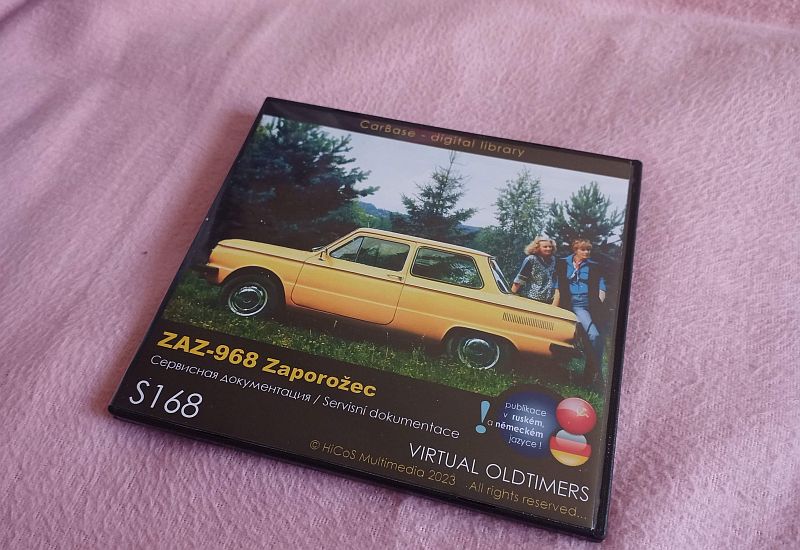 CarBase - digital library
ZAZ-968 Zaporožec
Сервисная документация / Servisní dokumentace
S168
!
publikace
v ruském,
a německém
jazyce !
VIRTUAL OLDTIMERS
© HiCoS Multimedia 2023 All rights reserved...